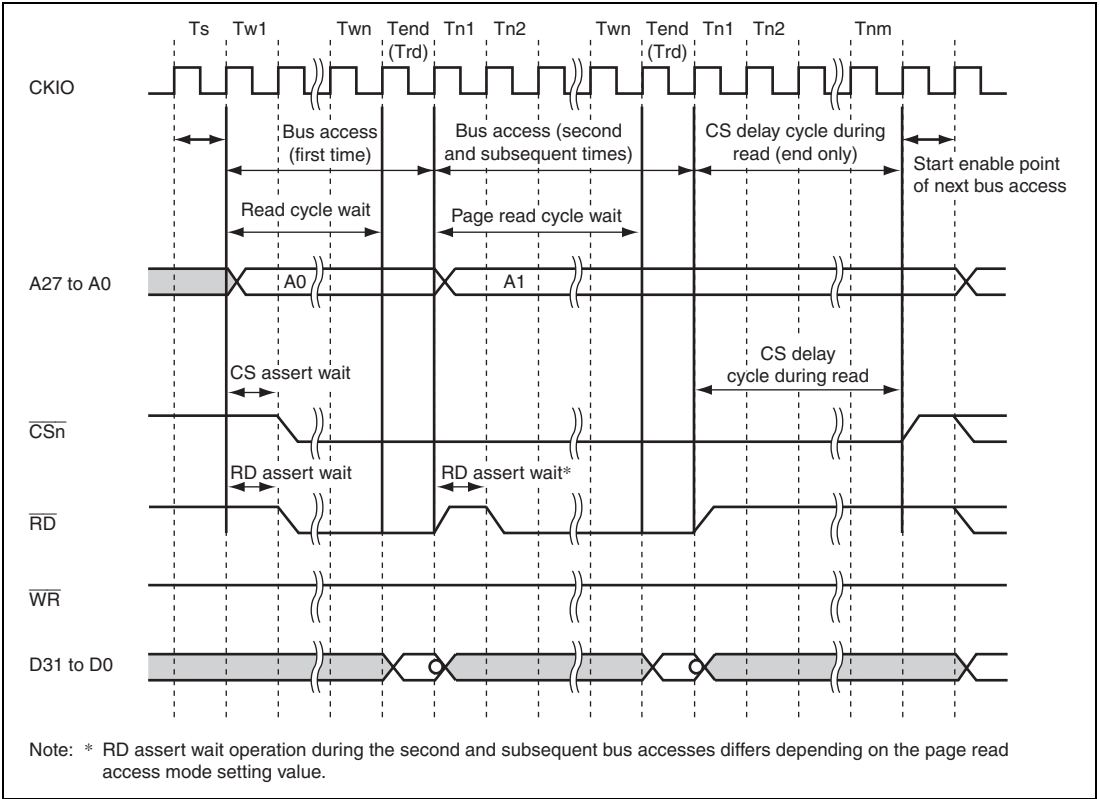 Ts Tw1 Twn Tend Tn1 Tn2 Twn Tend Tn1 Tn2 Tnm
(Trd) (Trd)
CKIO
Bus access
(first time)
Bus access (second
and subsequent times)
CS delay cycle during
read (end only)
Start enable point
of next bus access
Read cycle wait
Page read cycle wait
A27 to A0
A0
A1
CS assert wait
CS delay
cycle during read
CSn
RD assert wait
RD assert wait*
RD
WR
D31 to D0
Note: * RD assert wait operation during the second and subsequent bus accesses differs depending on the page read
access mode setting value.